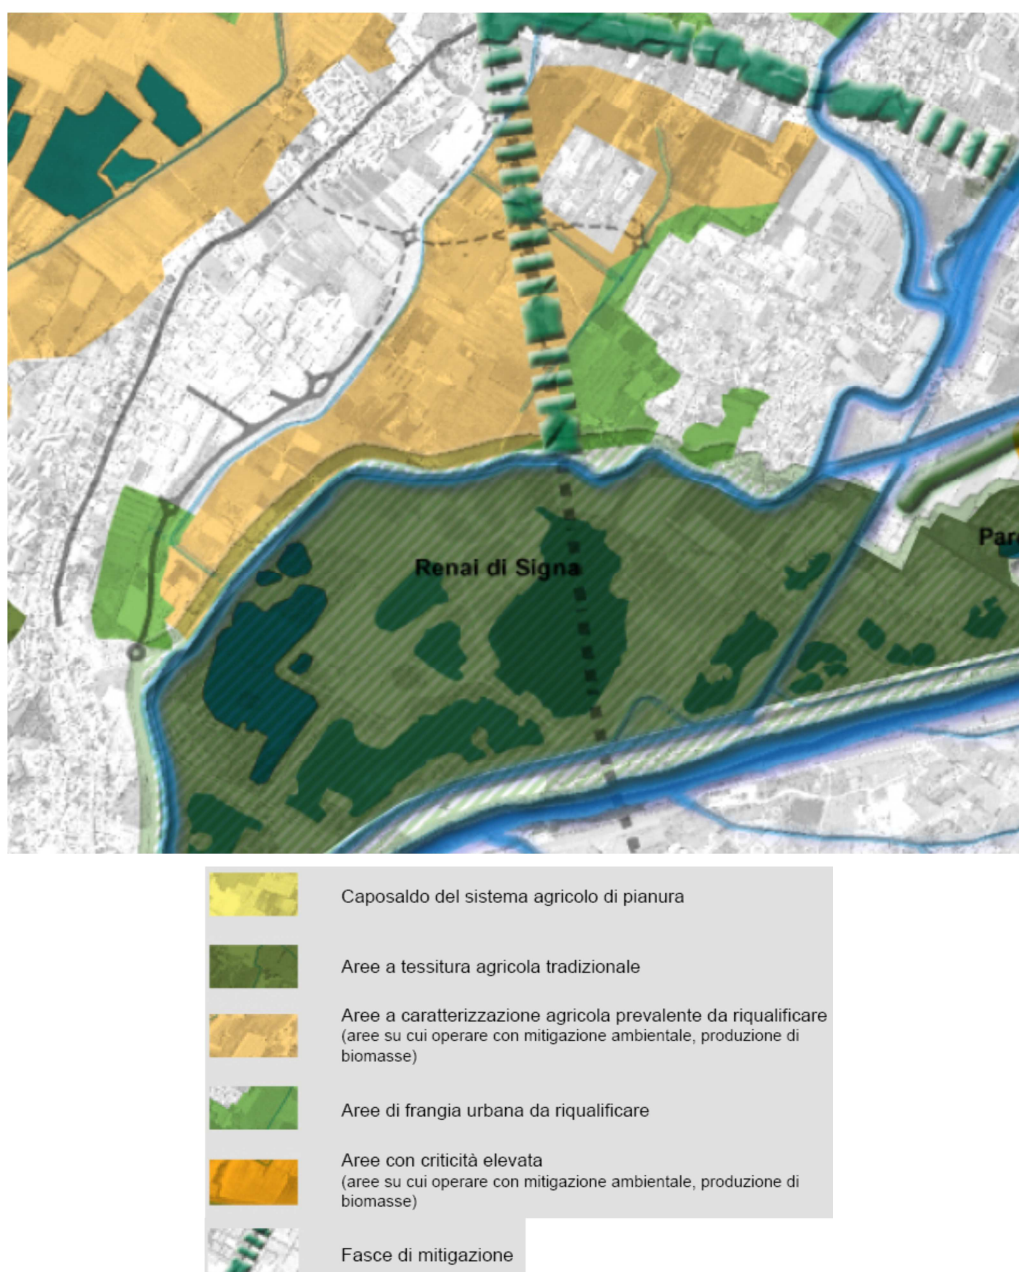 Renai di Signa
Par
Caposaldo del sistema agricolo di pianura
Aree a tessitura agricola tradizionale
Aree a caratterizzazione agricola prevalente da riqualificare
(aree su cui operare con mitigazione ambientale, produzione di
biomasse)
Aree di frangia urbana da riqualificare
Aree con criticità elevata
(aree su cui operare con mitigazione ambientale, produzione di
biomasse)
Fasce di mitigazione